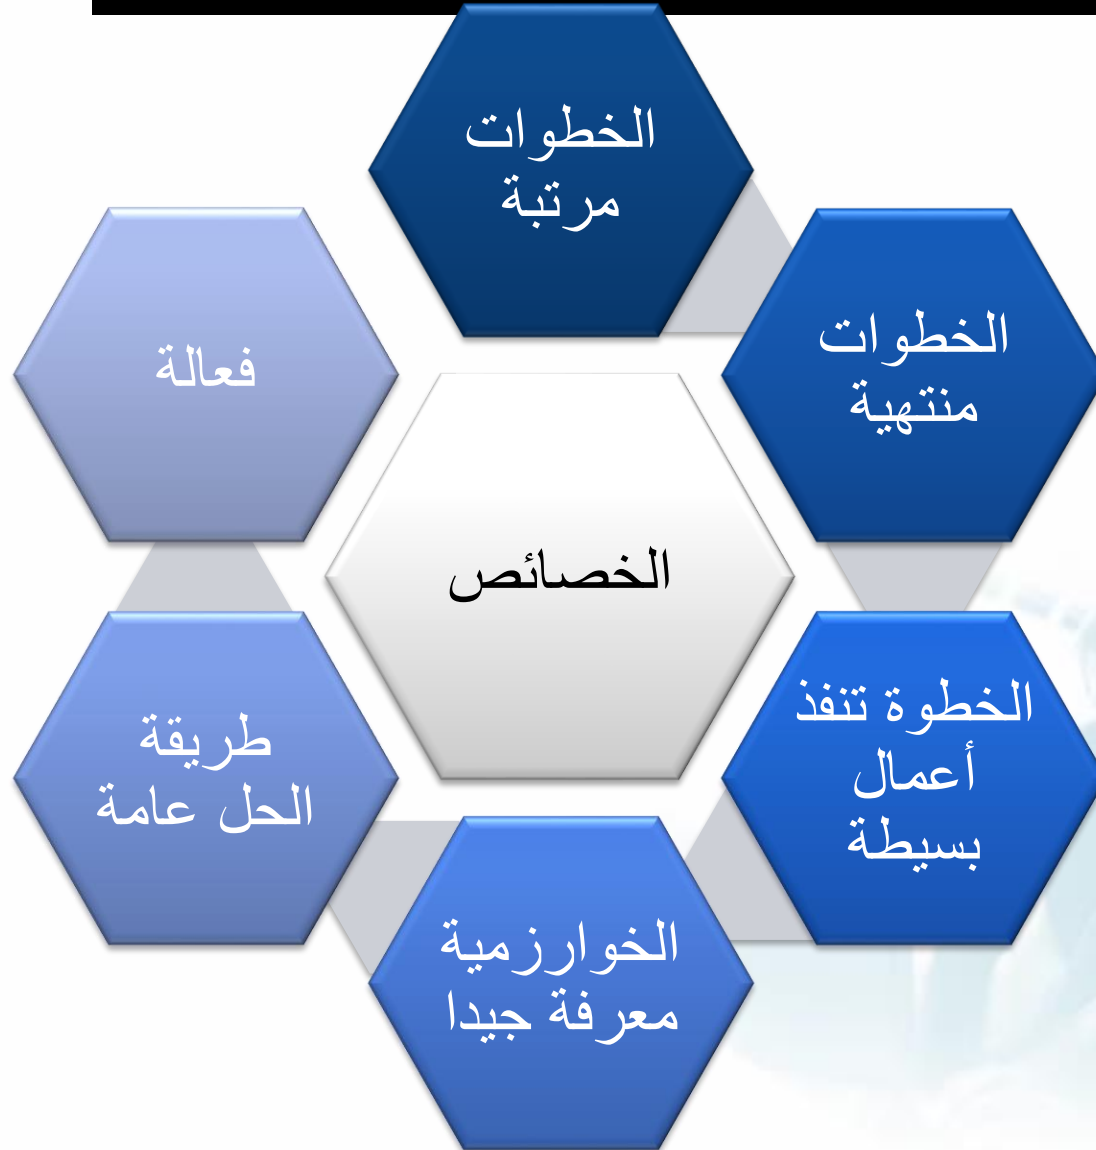 الخطوات
مرتبة
الخطوات
منتهية
الخطوة تنفذ
أعمال
بسيطة
الخوارزمية
معرفة جيدا
طريقة
الحل عامة
فعالة
الخصائص